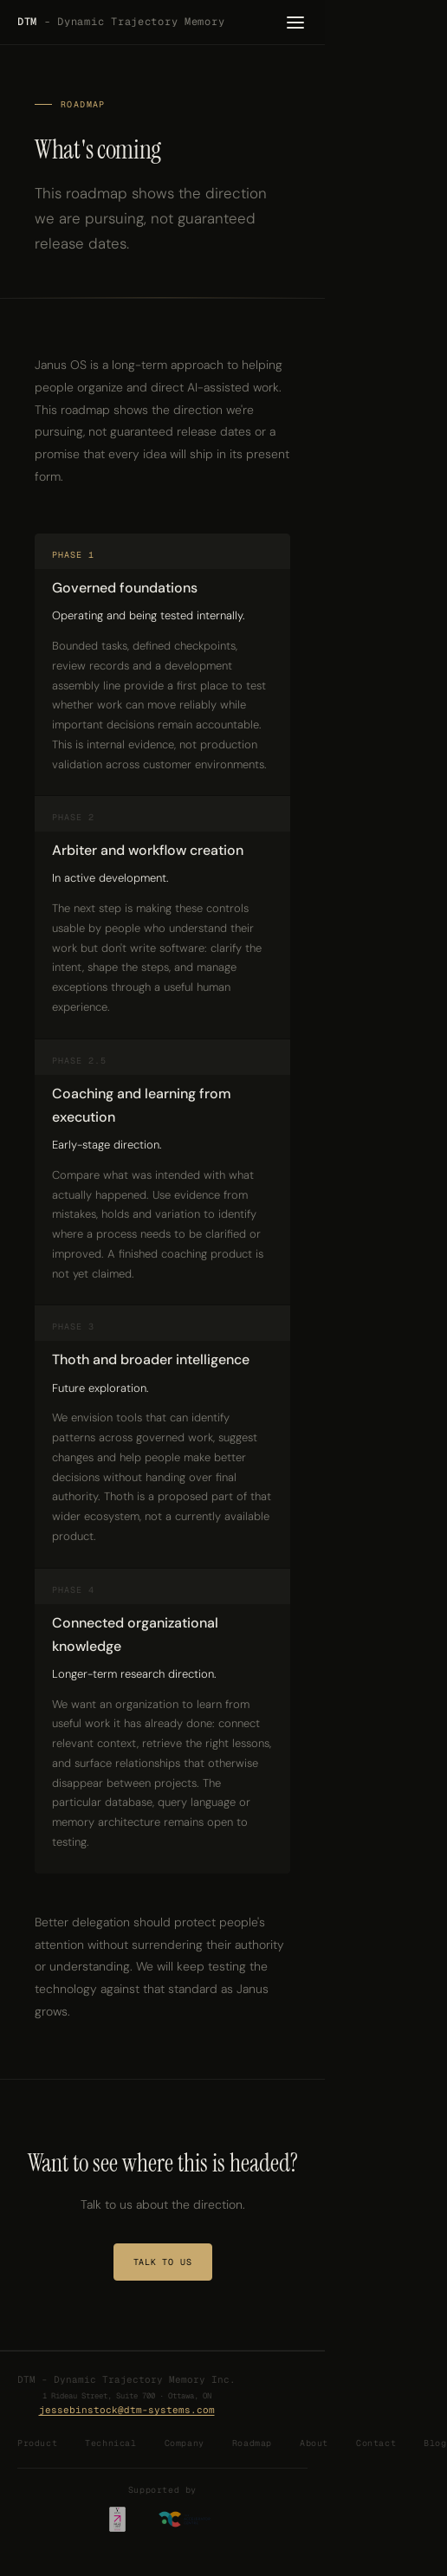 DTM – Dynamic Trajectory Memory
ROADMAP
What's coming
This roadmap shows the direction
we are pursuing, not guaranteed
release dates.
Janus OS is a long-term approach to helping
people organize and direct AI-assisted work.
This roadmap shows the direction we're
pursuing, not guaranteed release dates or a
promise that every idea will ship in its present
form.
PHASE 1
Governed foundations
Operating and being tested internally.
Bounded tasks, defined checkpoints,
review records and a development
assembly line provide a first place to test
whether work can move reliably while
important decisions remain accountable.
This is internal evidence, not production
validation across customer environments.
PHASE 2
Arbiter and workflow creation
In active development.
The next step is making these controls
usable by people who understand their
work but don't write software: clarify the
intent, shape the steps, and manage
exceptions through a useful human
experience.
PHASE 2.5
Coaching and learning from
execution
Early-stage direction.
Compare what was intended with what
actually happened. Use evidence from
mistakes, holds and variation to identify
where a process needs to be clarified or
improved. A finished coaching product is
not yet claimed.
PHASE 3
Thoth and broader intelligence
Future exploration.
We envision tools that can identify
patterns across governed work, suggest
changes and help people make better
decisions without handing over final
authority. Thoth is a proposed part of that
wider ecosystem, not a currently available
product.
PHASE 4
Connected organizational
knowledge
Longer-term research direction.
We want an organization to learn from
useful work it has already done: connect
relevant context, retrieve the right lessons,
and surface relationships that otherwise
disappear between projects. The
particular database, query language or
memory architecture remains open to
testing.
Better delegation should protect people's
attention without surrendering their authority
or understanding. We will keep testing the
technology against that standard as Janus
grows.
Want to see where this is headed?
Talk to us about the direction.
TALK TO US
DTM – Dynamic Trajectory Memory Inc.
1 Rideau Street, Suite 700 · Ottawa, ON
jessebinstock@dtm-systems.com
Product Technical Company Roadmap About Contact Blog
Supported by